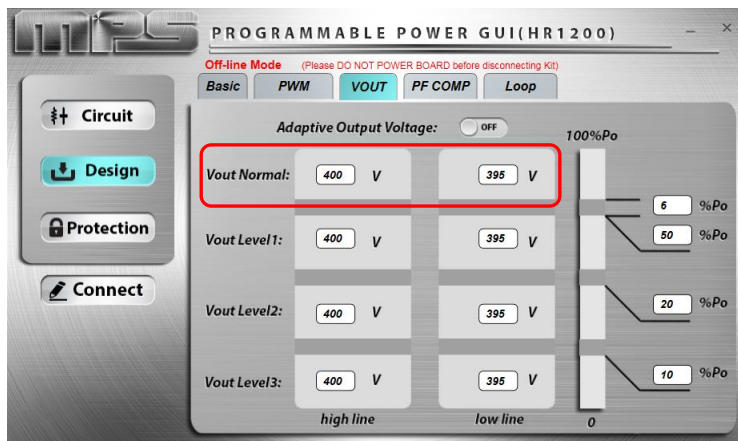 mps PROGRAMMABLE POWER GUI(HR1200) – ×
Off-line Mode (Please DO NOT POWER BOARD before disconnecting Kit)
Basic PWM VOUT PF COMP Loop
Circuit
Design
Protection
Connect
Adaptive Output Voltage: OFF
100%Po
Vout Normal: 400 V 395 V
6 %Po
50 %Po
Vout Level1: 400 V 395 V
Vout Level2: 400 V 395 V
20 %Po
Vout Level3: 400 V 395 V
10 %Po
high line low line 0